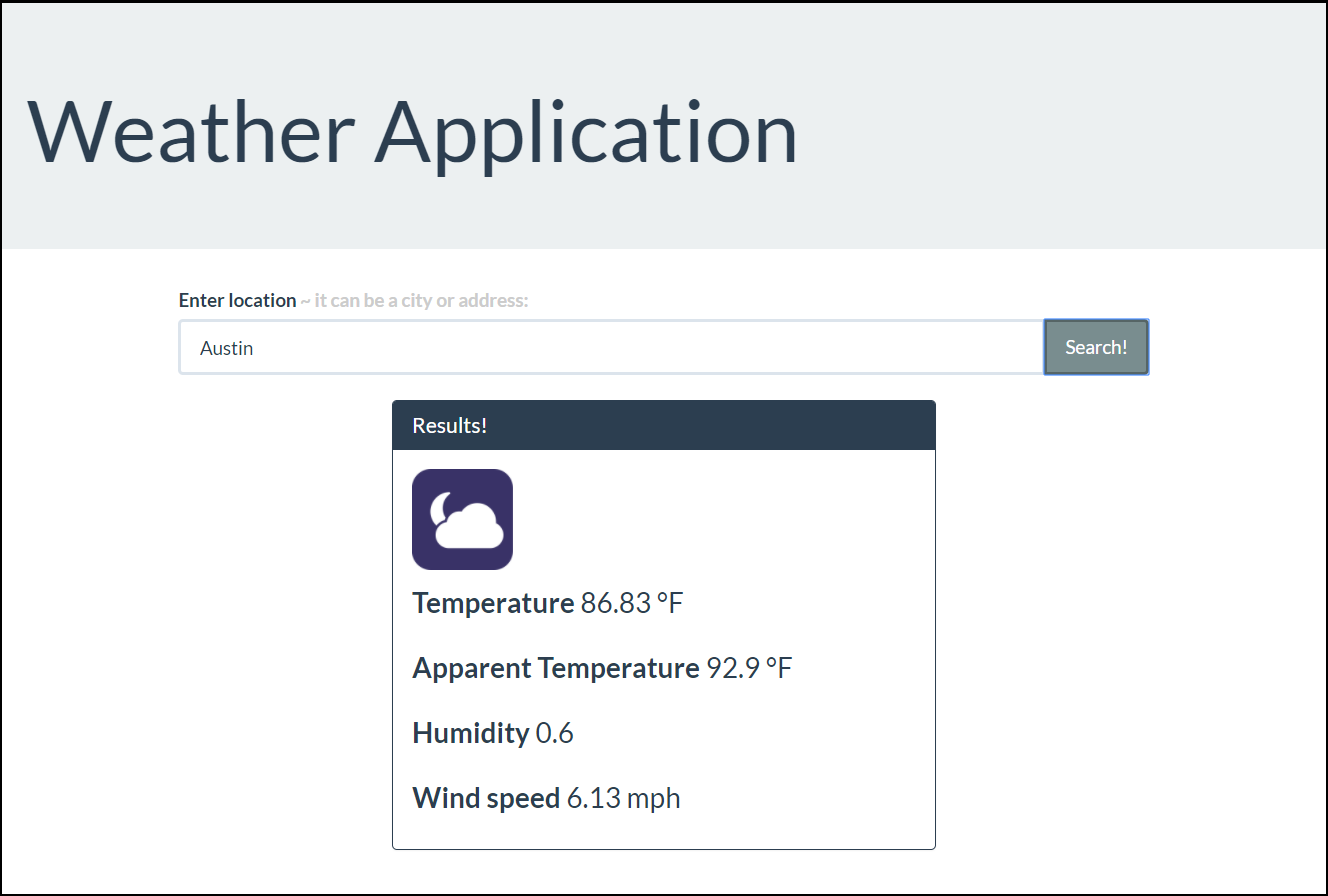 Weather Application
Enter location ~ it can be a city or address:
Austin
Search!
Results!
Temperature 86.83 °F
Apparent Temperature 92.9 °F
Humidity 0.6
Wind speed 6.13 mph